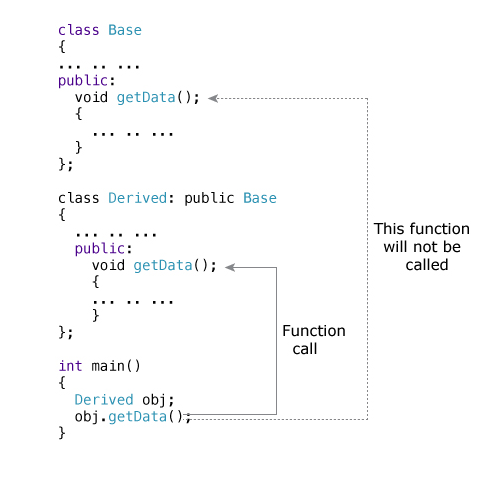 class Base
{
... .. ...
public:
void getData();
{
... .. ...
}
};
class Derived: public Base
{
... .. ...
public:
void getData();
{
... .. ...
}
};
int main()
{
Derived obj;
obj.getData();
}
This function
will not be
called
Function
call